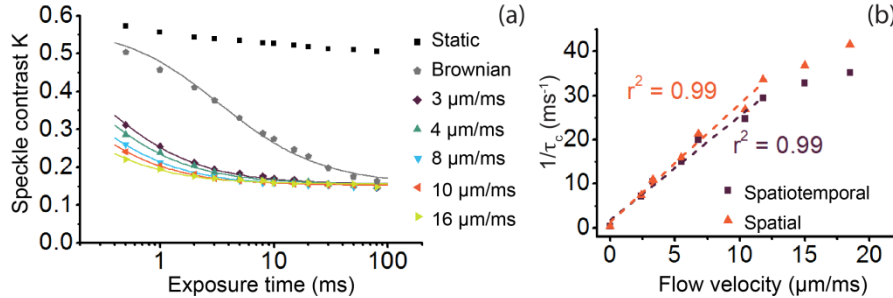 (a)
Speckle contrast K
0.6
0.5
0.4
0.3
0.2
0.1
0.0
1
10
100
Exposure time (ms)
Static
Brownian
3 µm/ms
4 µm/ms
8 µm/ms
10 µm/ms
16 µm/ms
(b)
1/τc (ms⁻¹)
40
30
20
10
0
0
5
10
15
20
Flow velocity (µm/ms)
r² = 0.99
r² = 0.99
Spatiotemporal
Spatial